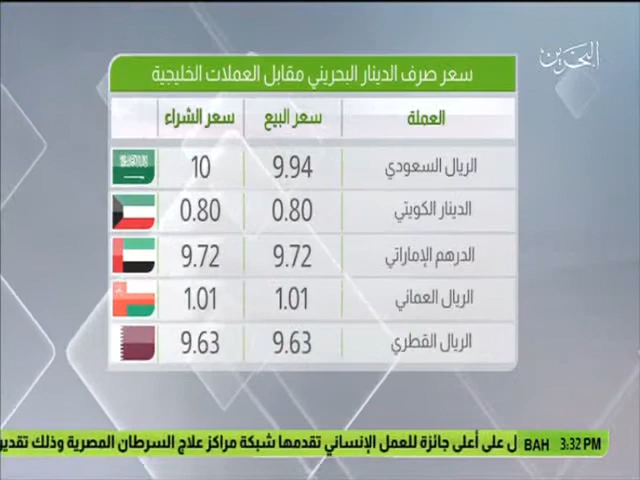 البحرين
سعر صرف الدينار البحريني مقابل العملات الخليجية
العملة سعر البيع سعر الشراء
الريال السعودي 9.94 10
الدينار الكويتي 0.80 0.80
الدرهم الإماراتي 9.72 9.72
الريال العماني 1.01 1.01
الريال القطري 9.63 9.63
BAH 3:32 PM
ل على أعلى جائزة للعمل الإنساني تقدمها شبكة مراكز علاج السرطان المصرية وذلك تقدير